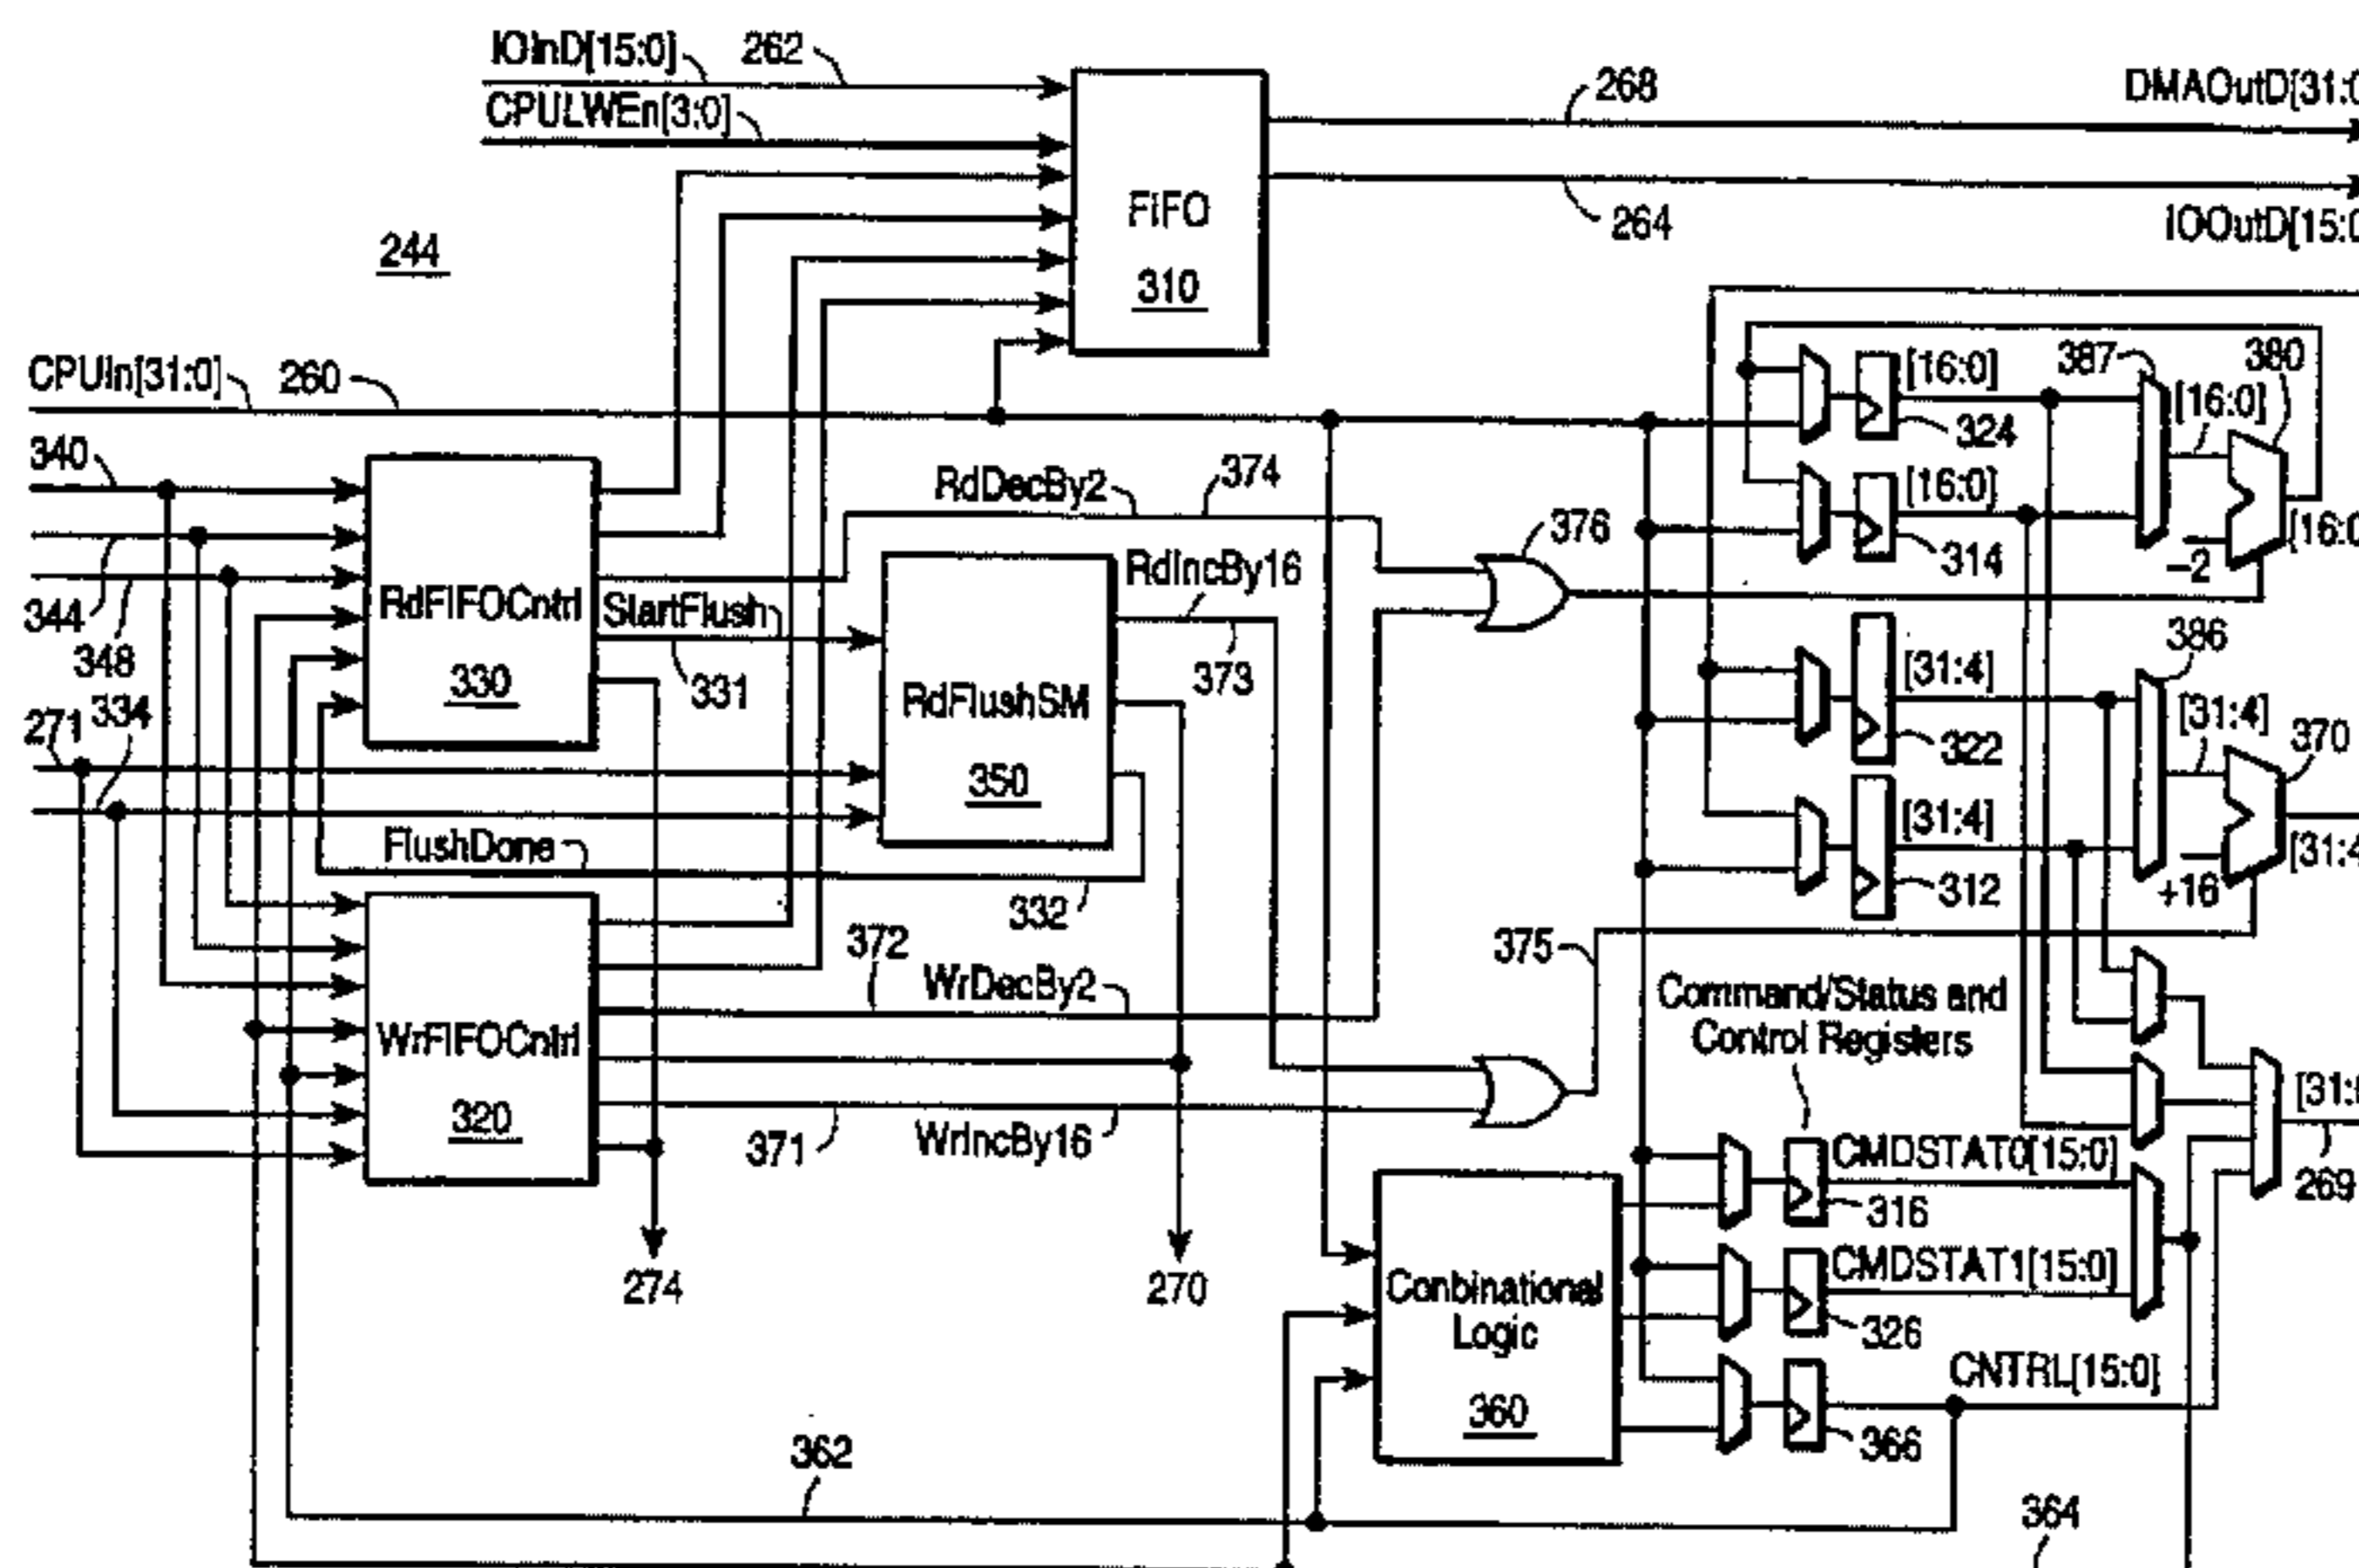 IOInD[15:0]
262
CPULWEn[3:0]
268
DMAOutD[31:0
FIFO
310
264
IOOutD[15:0
244
CPUIn[31:0]
260
[16:0]
387
[16:0]
380
324
340
RdDecBy2
374
[16:0]
376
314
-2
[16:0
344
348
RdFIFOCntrl
330
StartFlush
331
RdIncBy16
373
386
[31:4]
[31:4]
370
322
271
334
RdFlushSM
350
[31:4]
[31:4
+16
312
FlushDone
332
372
WrDecBy2
375
Command/Status and
Control Registers
WrFIFOCntrl
320
371
WrIncBy16
[31:0
269
CMDSTAT0[15:0]
316
274
270
Conbinational
Logic
360
CMDSTAT1[15:0]
326
CNTRL[15:0]
366
362
364